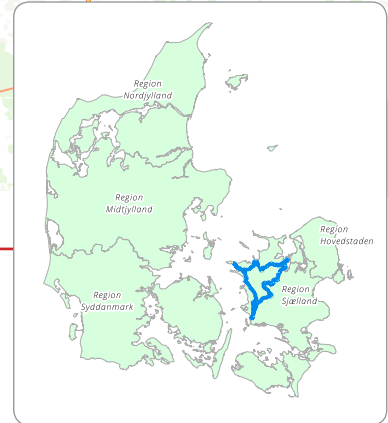 Region
Nordjylland
Region
Midtjylland
Region
Hovedstaden
Region
Sjælland
Region
Syddanmark